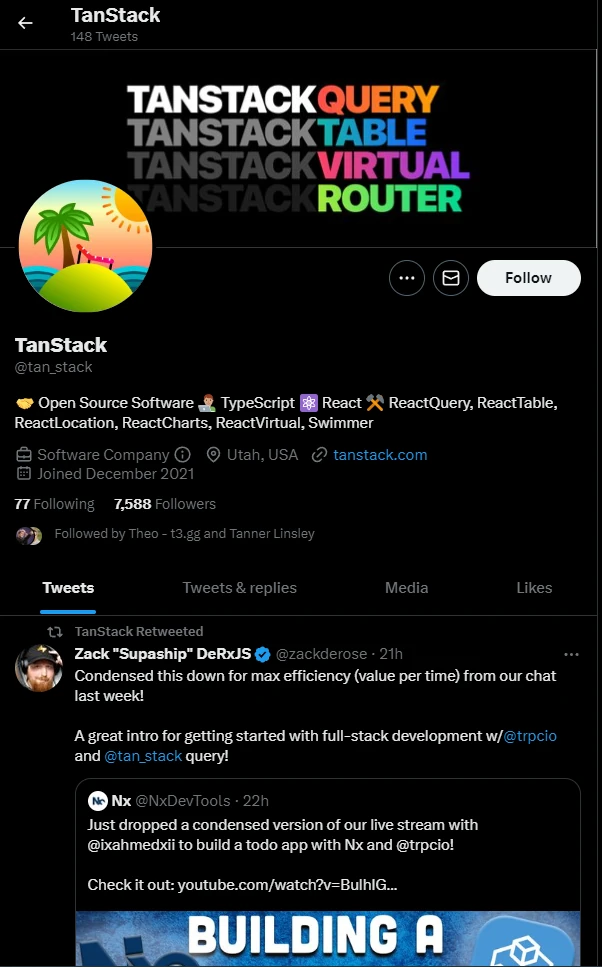 TanStack
148 Tweets
TANSTACK QUERY
TANSTACK TABLE
TANSTACK VIRTUAL
TANSTACK ROUTER
Follow
TanStack
@tan_stack
🤝 Open Source Software 👨🏽‍💻 TypeScript ⚛️ React ⚒️ ReactQuery, ReactTable,
ReactLocation, ReactCharts, ReactVirtual, Swimmer
Software Company Utah, USA tanstack.com
Joined December 2021
77 Following 7,588 Followers
Followed by Theo - t3.gg and Tanner Linsley
Tweets Tweets & replies Media Likes
TanStack Retweeted
Zack "Supaship" DeRxJS @zackderose · 21h
Condensed this down for max efficiency (value per time) from our chat
last week!
A great intro for getting started with full-stack development w/@trpcio
and @tan_stack query!
Nx @NxDevTools · 22h
Just dropped a condensed version of our live stream with
@ixahmedxii to build a todo app with Nx and @trpcio!
Check it out: youtube.com/watch?v=BulhIG...
BUILDING A